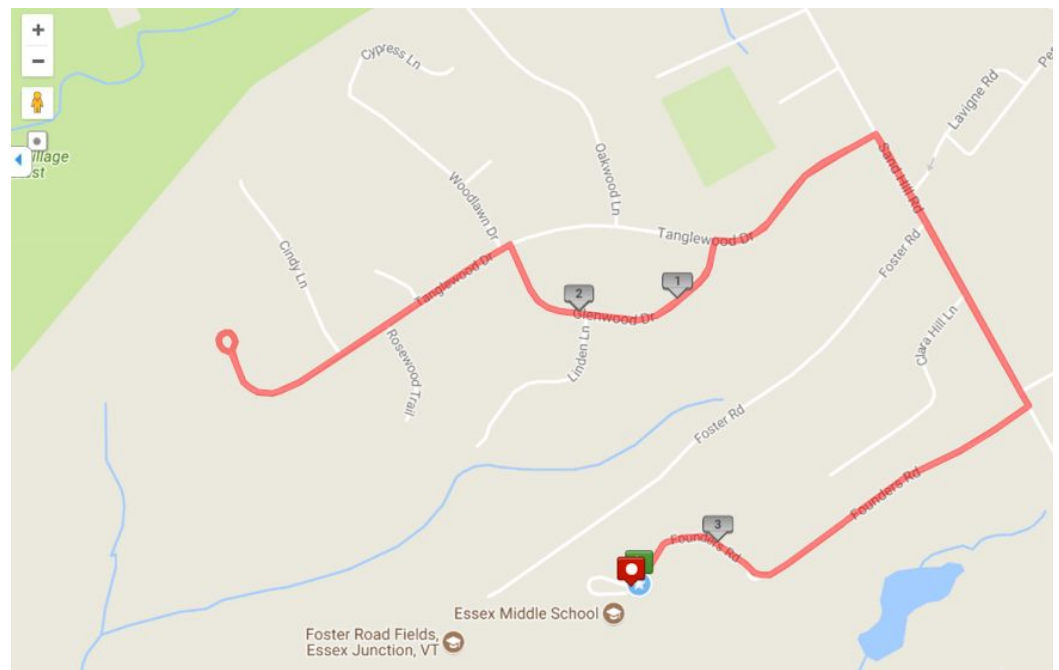 +
−
Cypress Ln
Lavigne Rd
Pe
Village
est
Sand Hill Rd
Oakwood Ln
Woodlawn Dr
Foster Rd
Tanglewood Dr
Cindy Ln
Tanglewood Dr
1
2
Glenwood Dr
Clara Hill Ln
Rosewood Trail
Linden Ln
Foster Rd
Founders Rd
3
Founders Rd
Essex Middle School
Foster Road Fields,
Essex Junction, VT